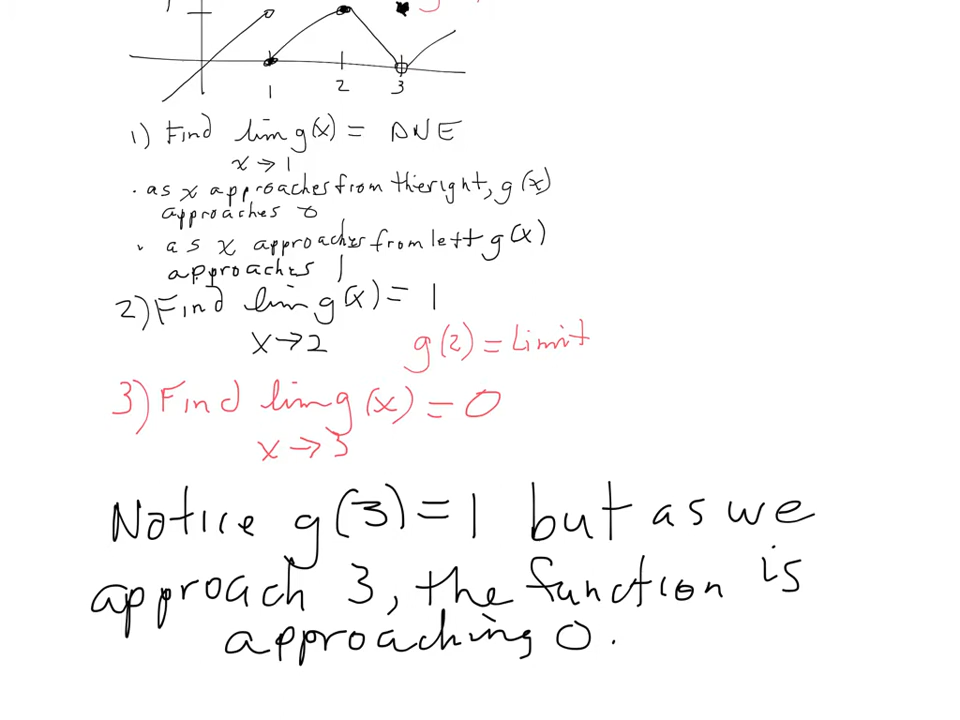 1 2 3
1) Find lim g(x) = DNE
x → 1
· as x approaches from the right, g(x)
approaches 0
· as x approaches from left g(x)
approaches 1
2) Find lim g(x) = 1
x → 2
g(2) = Limit
3) Find lim g(x) = 0
x → 3
Notice g(3) = 1 but as we
approach 3, the function is
approaching 0.